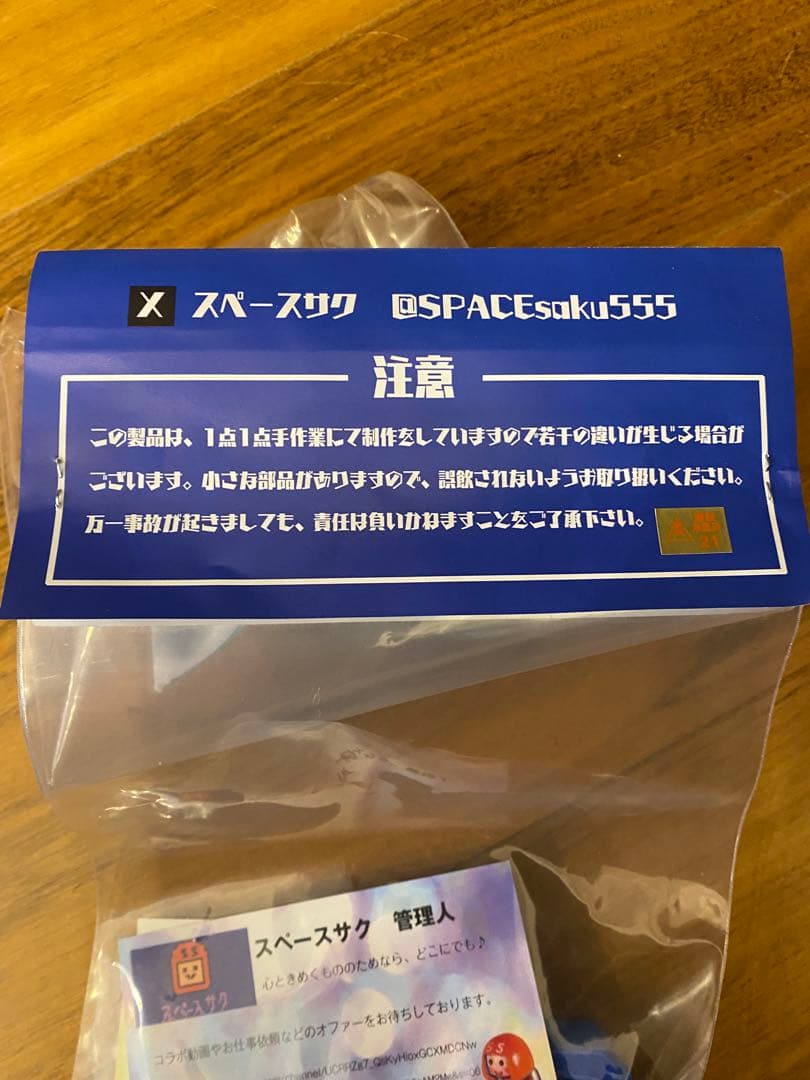 X スペースサク @SPACEsaku555
注意
この製品は、1点1点手作業にて制作をしていますので若干の違いが生じる場合が
ございます。小さな部品がありますので、誤飲されないようお取り扱いください。
万一事故が起きましても、責任は負いかねますことをご了承下さい。
21
スペースサク 管理人
心ときめくもののためなら、どこにでも♪
SS
スペースサク
コラボ動画やお仕事依頼などのオファーをお待ちしております。